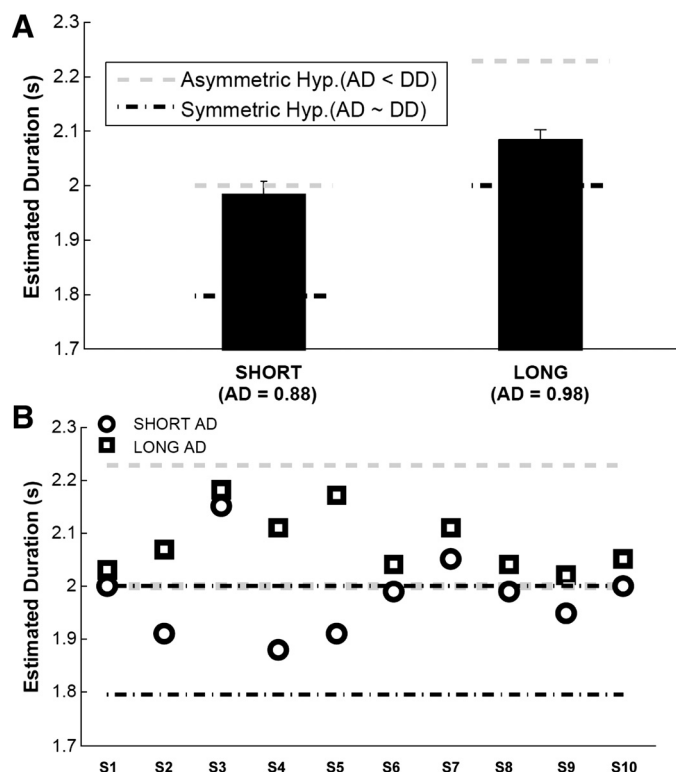 A
2.3
2.2
2.1
2
1.9
1.8
1.7
Estimated Duration (s)
Asymmetric Hyp.(AD < DD)
Symmetric Hyp.(AD ~ DD)
SHORT
(AD = 0.88)
LONG
(AD = 0.98)
B
SHORT AD
LONG AD
2.3
2.2
2.1
2
1.9
1.8
1.7
Estimated Duration (s)
S1 S2 S3 S4 S5 S6 S7 S8 S9 S10